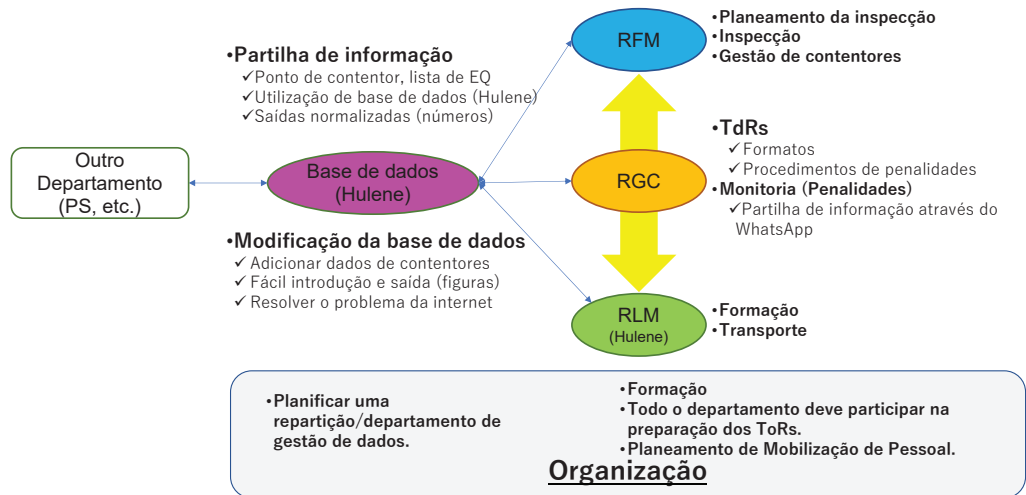 •Partilha de informação
✓Ponto de contentor, lista de EQ
✓Utilização de base de dados (Hulene)
✓Saídas normalizadas (números)
RFM
•Planeamento da inspecção
•Inspecção
•Gestão de contentores
Outro
Departamento
(PS, etc.)
Base de dados
(Hulene)
RGC
•TdRs
✓Formatos
✓Procedimentos de penalidades
•Monitoria (Penalidades)
✓Partilha de informação através do
WhatsApp
•Modificação da base de dados
✓ Adicionar dados de contentores
✓ Fácil introdução e saída (figuras)
✓ Resolver o problema da internet
RLM
(Hulene)
•Formação
•Transporte
•Planificar uma
repartição/departamento de
gestão de dados.
•Formação
•Todo o departamento deve participar na
preparação dos ToRs.
•Planeamento de Mobilização de Pessoal.
Organização